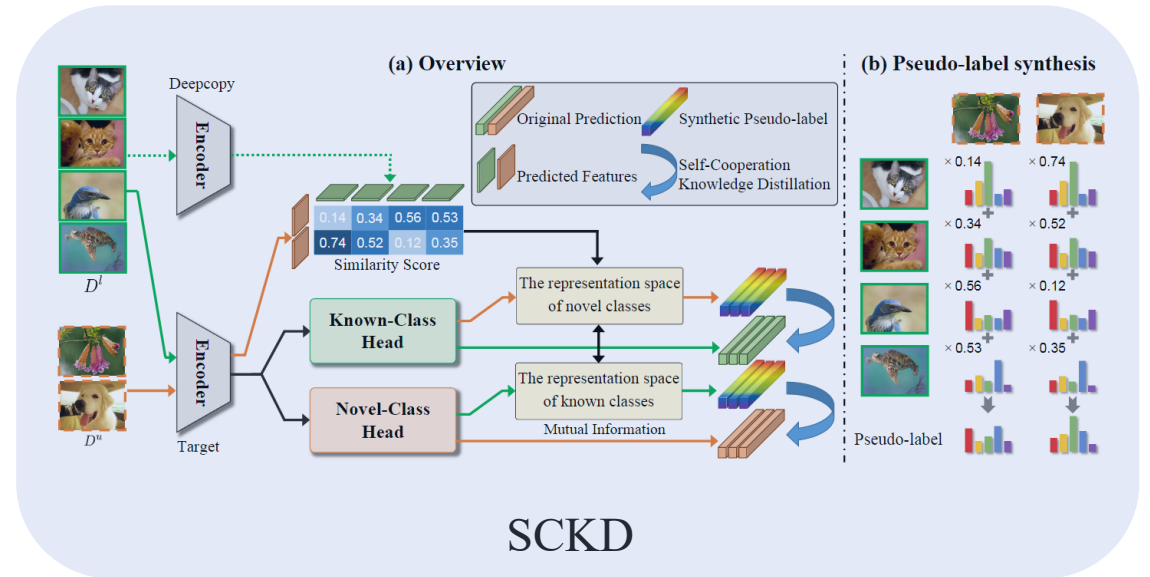 (a) Overview
(b) Pseudo-label synthesis
Deepcopy
Encoder
Original Prediction
Synthetic Pseudo-label
Predicted Features
Self-Cooperation
Knowledge Distillation
0.14 0.34 0.56 0.53
0.74 0.52 0.12 0.35
Similarity Score
D^l
Encoder
Target
D^u
Known-Class
Head
Novel-Class
Head
The representation space
of novel classes
The representation space
of known classes
Mutual Information
× 0.14 × 0.74
+ +
× 0.34 × 0.52
+ +
× 0.56 × 0.12
+ +
× 0.53 × 0.35
Pseudo-label
SCKD